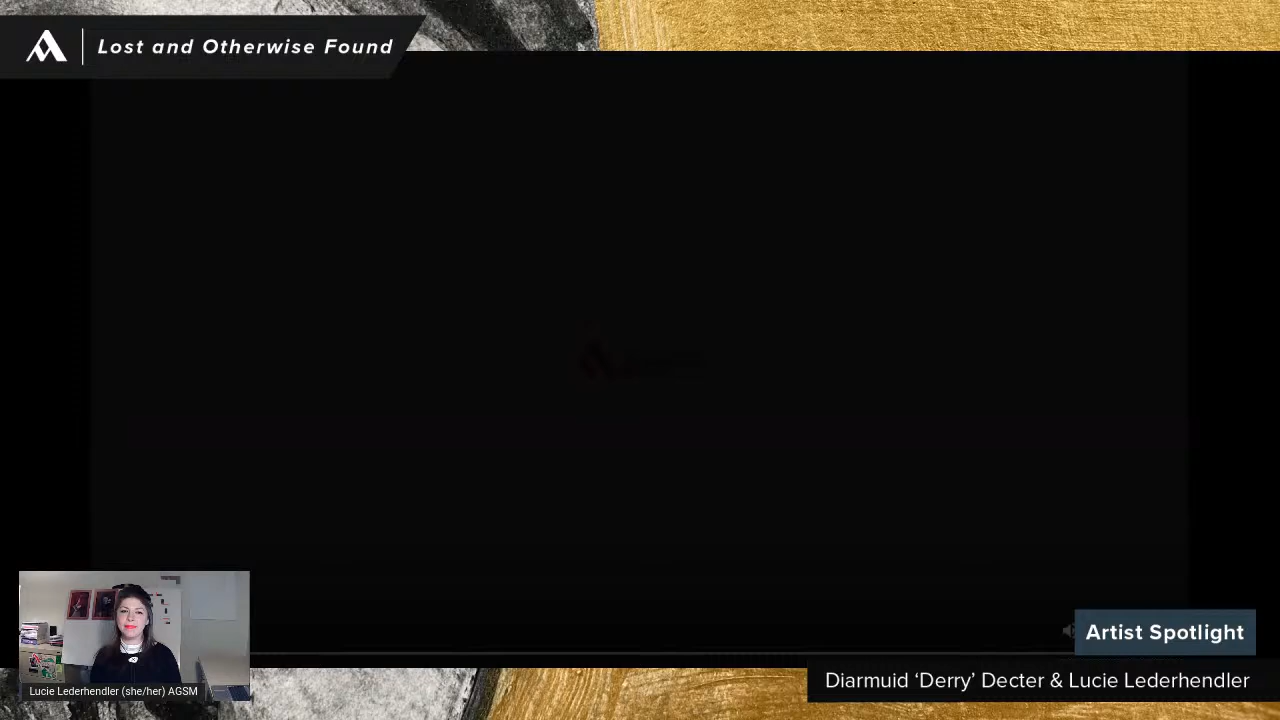 Lost and Otherwise Found
Artist Spotlight
Lucie Lederhendler (she/her) AGSM
Diarmuid ‘Derry’ Decter & Lucie Lederhendler